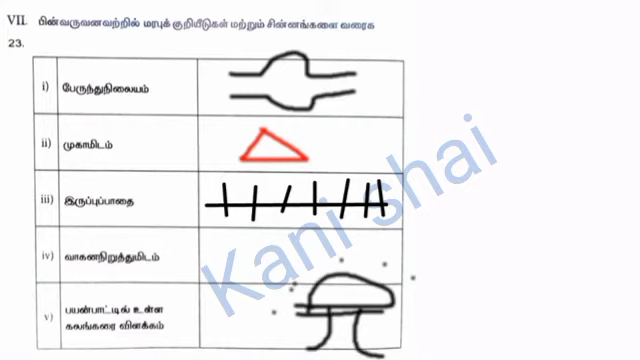 VII. பின்வருவனவற்றில் மரபுக் குறியீடுகள் மற்றும் சின்னங்களை வரைக
23.
i) பேருந்துநிலையம்
ii) முகாமிடம்
iii) இருப்புப்பாதை
iv) வாகனநிறுத்துமிடம்
v) பயன்பாட்டில் உள்ள
கலங்கரை விளக்கம்
Kani shai